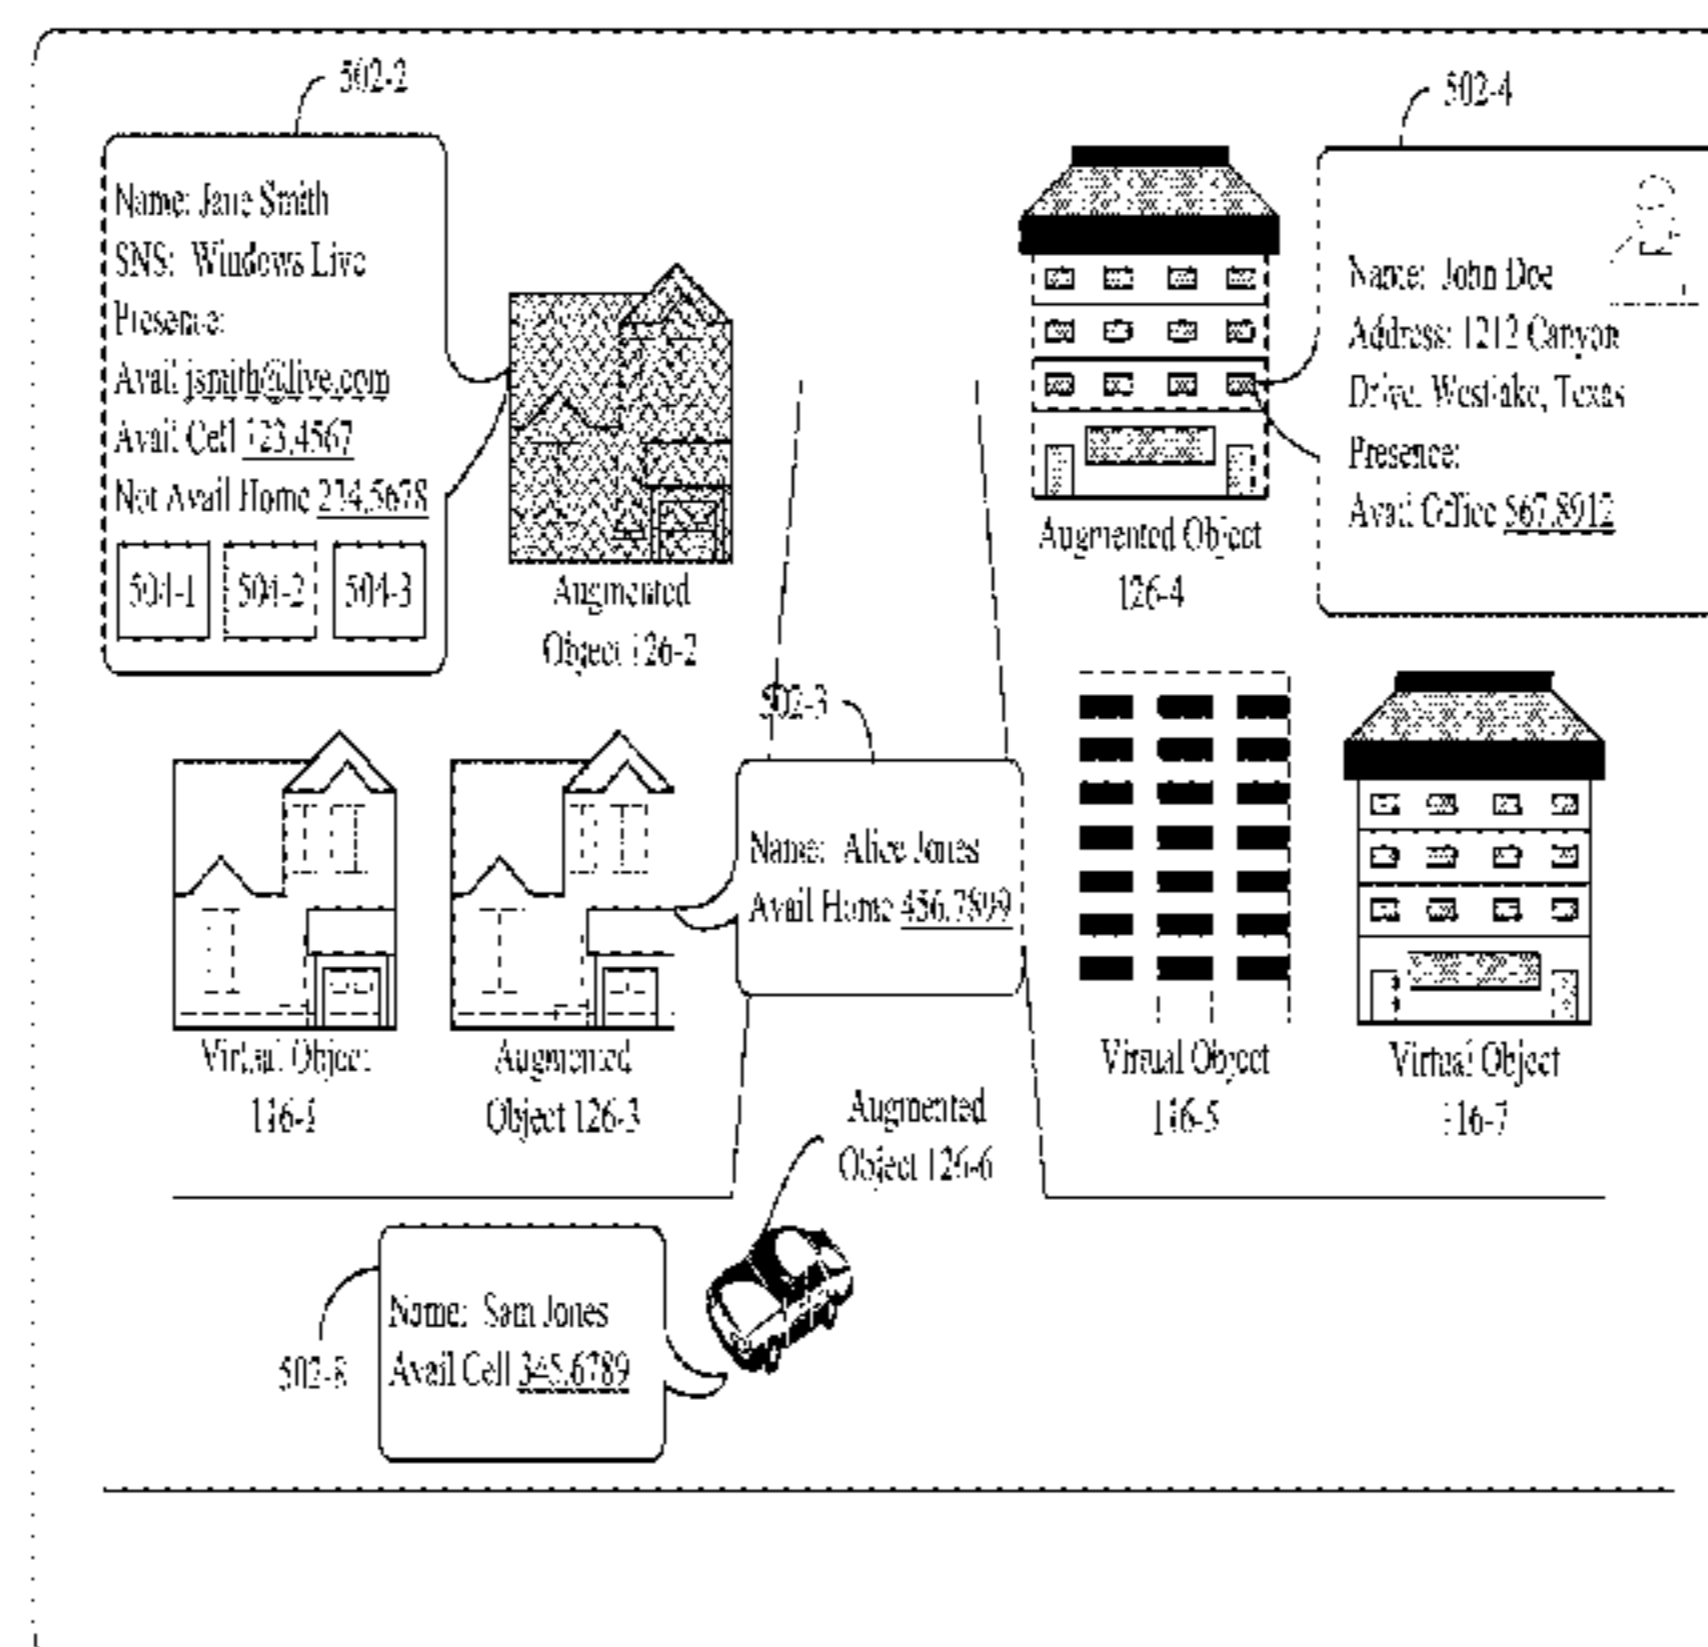 502-2
Name: Jane Smith
SNS: Windows Live
Presence:
Avail jsmith@live.com
Avail Cell 123.4567
Not Avail Home 234.5678
504-1 504-2 504-3
Augmented
Object 126-2
502-4
Name: John Doe
Address: 1212 Canyon
Drive. Westlake, Texas
Presence:
Avail Office 567.8912
Augmented Object
126-4
502-3
Name: Alice Jones
Avail Home 456.7899
Virtual Object
116-1
Augmented
Object 126-3
Virtual Object
116-5
Virtual Object
116-7
Augmented
Object 126-6
502-8
Name: Sam Jones
Avail Cell 345.6789